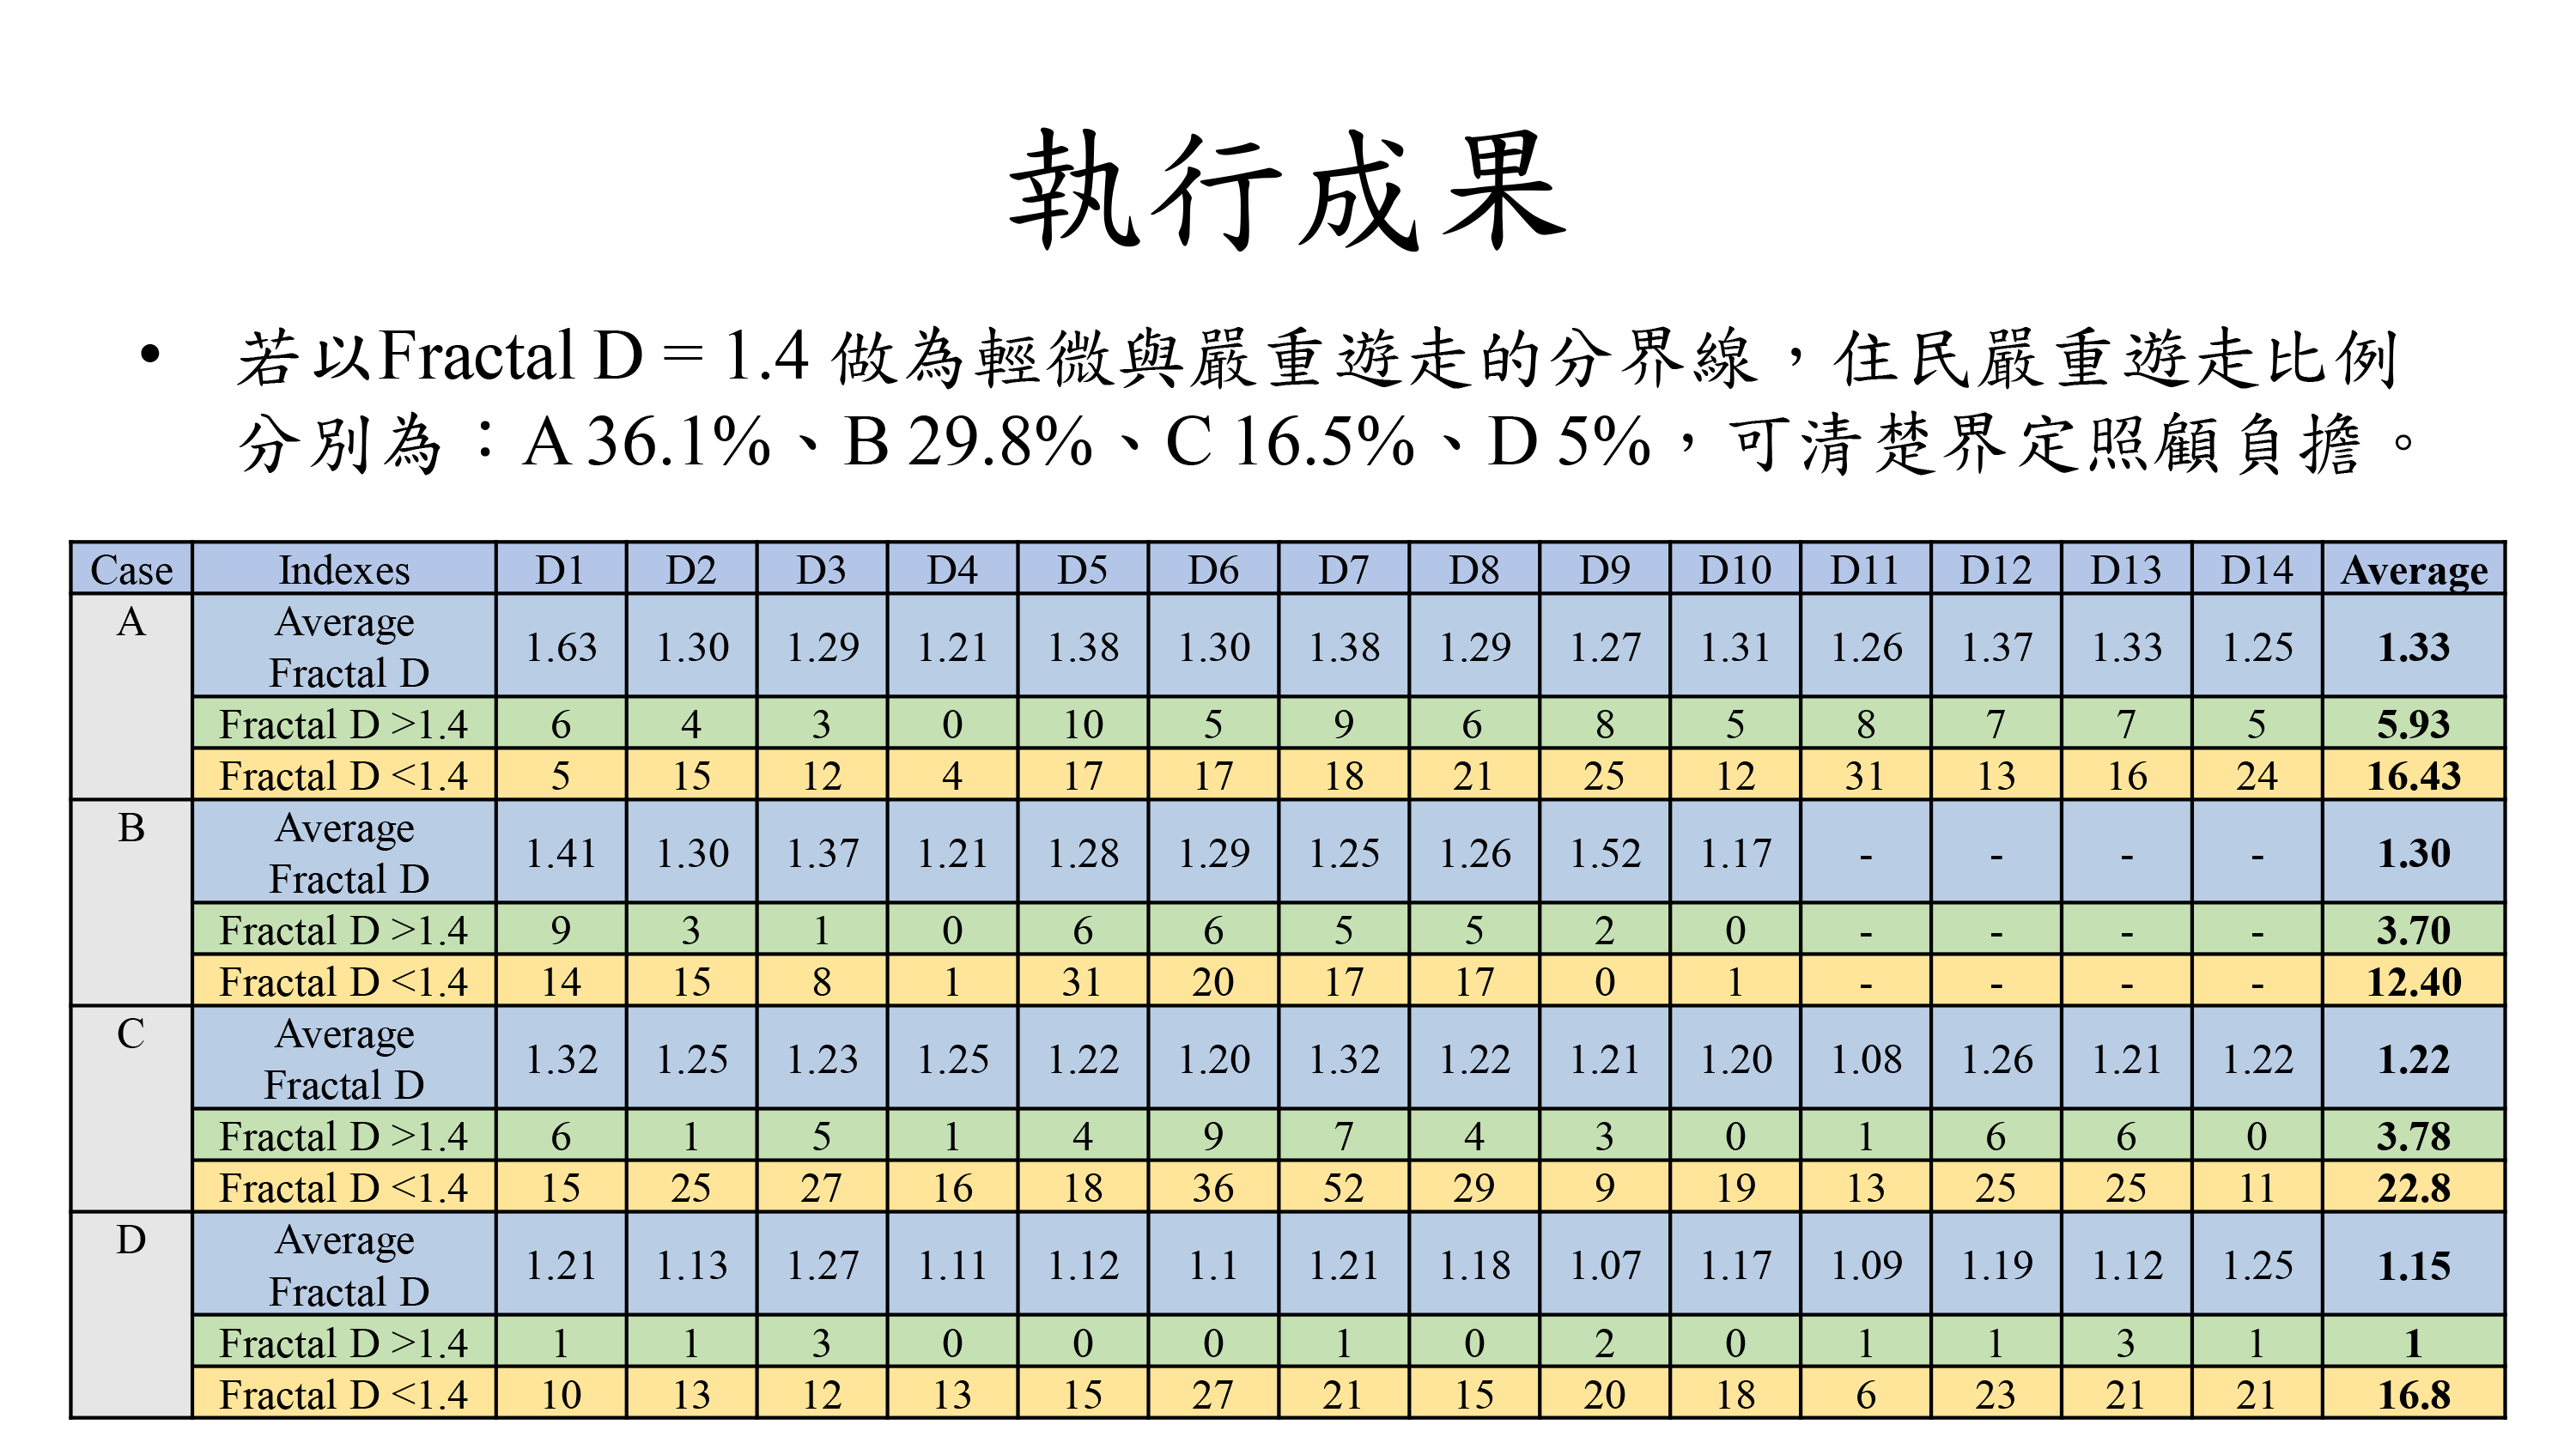 執行成果
• 若以Fractal D = 1.4 做為輕微與嚴重遊走的分界線，住民嚴重遊走比例
分別為：A 36.1%、B 29.8%、C 16.5%、D 5%，可清楚界定照顧負擔。
Case Indexes D1 D2 D3 D4 D5 D6 D7 D8 D9 D10 D11 D12 D13 D14 Average
A Average
Fractal D 1.63 1.30 1.29 1.21 1.38 1.30 1.38 1.29 1.27 1.31 1.26 1.37 1.33 1.25 1.33
Fractal D >1.4 6 4 3 0 10 5 9 6 8 5 8 7 7 5 5.93
Fractal D <1.4 5 15 12 4 17 17 18 21 25 12 31 13 16 24 16.43
B Average
Fractal D 1.41 1.30 1.37 1.21 1.28 1.29 1.25 1.26 1.52 1.17 - - - - 1.30
Fractal D >1.4 9 3 1 0 6 6 5 5 2 0 - - - - 3.70
Fractal D <1.4 14 15 8 1 31 20 17 17 0 1 - - - - 12.40
C Average
Fractal D 1.32 1.25 1.23 1.25 1.22 1.20 1.32 1.22 1.21 1.20 1.08 1.26 1.21 1.22 1.22
Fractal D >1.4 6 1 5 1 4 9 7 4 3 0 1 6 6 0 3.78
Fractal D <1.4 15 25 27 16 18 36 52 29 9 19 13 25 25 11 22.8
D Average
Fractal D 1.21 1.13 1.27 1.11 1.12 1.1 1.21 1.18 1.07 1.17 1.09 1.19 1.12 1.25 1.15
Fractal D >1.4 1 1 3 0 0 0 1 0 2 0 1 1 3 1 1
Fractal D <1.4 10 13 12 13 15 27 21 15 20 18 6 23 21 21 16.8